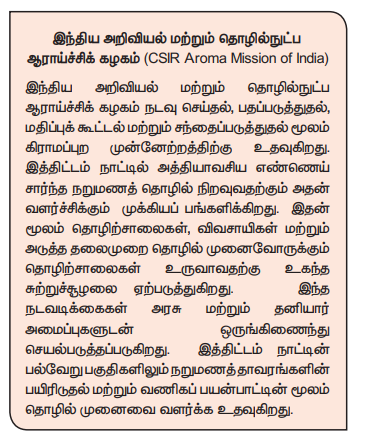 இந்திய அறிவியல் மற்றும் தொழில்நுட்ப
ஆராய்ச்சிக் கழகம் (CSIR Aroma Mission of India)
இந்திய அறிவியல் மற்றும் தொழில்நுட்ப
ஆராய்ச்சிக் கழகம் நடவு செய்தல், பதப்படுத்துதல்,
மதிப்புக் கூட்டல் மற்றும் சந்தைப்படுத்துதல் மூலம்
கிராமப்புற முன்னேற்றத்திற்கு உதவுகிறது.
இத்திட்டம் நாட்டில் அத்தியாவசிய எண்ணெய்
சார்ந்த நறுமணத் தொழில் நிறவுவதற்கும் அதன்
வளர்ச்சிக்கும் முக்கியப் பங்களிக்கிறது. இதன்
மூலம் தொழிற்சாலைகள், விவசாயிகள் மற்றும்
அடுத்த தலைமுறை தொழில் முனைவோருக்கும்
தொழிற்சாலைகள் உருவாவதற்கு உகந்த
சுற்றுச்சூழலை ஏற்படுத்துகிறது. இந்த
நடவடிக்கைகள் அரசு மற்றும் தனியார்
அமைப்புகளுடன் ஒருங்கிணைந்து
செயல்படுத்தப்படுகிறது. இத்திட்டம் நாட்டின்
பல்வேறு பகுதிகளிலும் நறுமணத் தாவரங்களின்
பயிரிடுதல் மற்றும் வணிகப் பயன்பாட்டின் மூலம்
தொழில் முனைவை வளர்க்க உதவுகிறது.